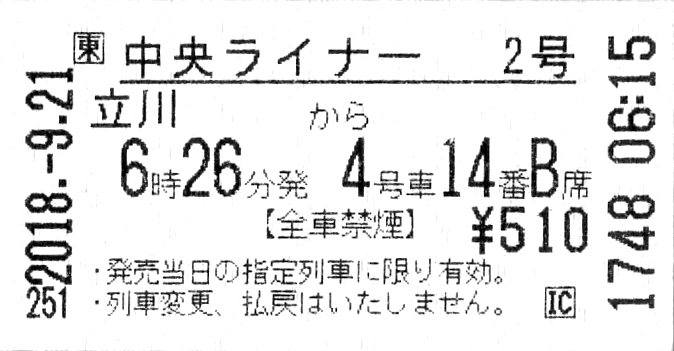 東 中央ライナー 2号
立川 から
6時26分発 4号車14番B席
【全車禁煙】 ¥510
・発売当日の指定列車に限り有効。
・列車変更、払戻はいたしません。 IC
2018.-9.21
251
1748 06:15